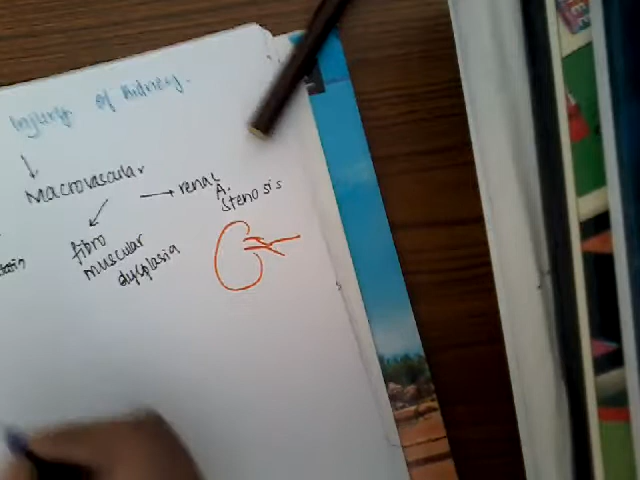 Injury of kidney.
Macrovascular
renal
A.
stenosis
fibro
muscular
dysplasia